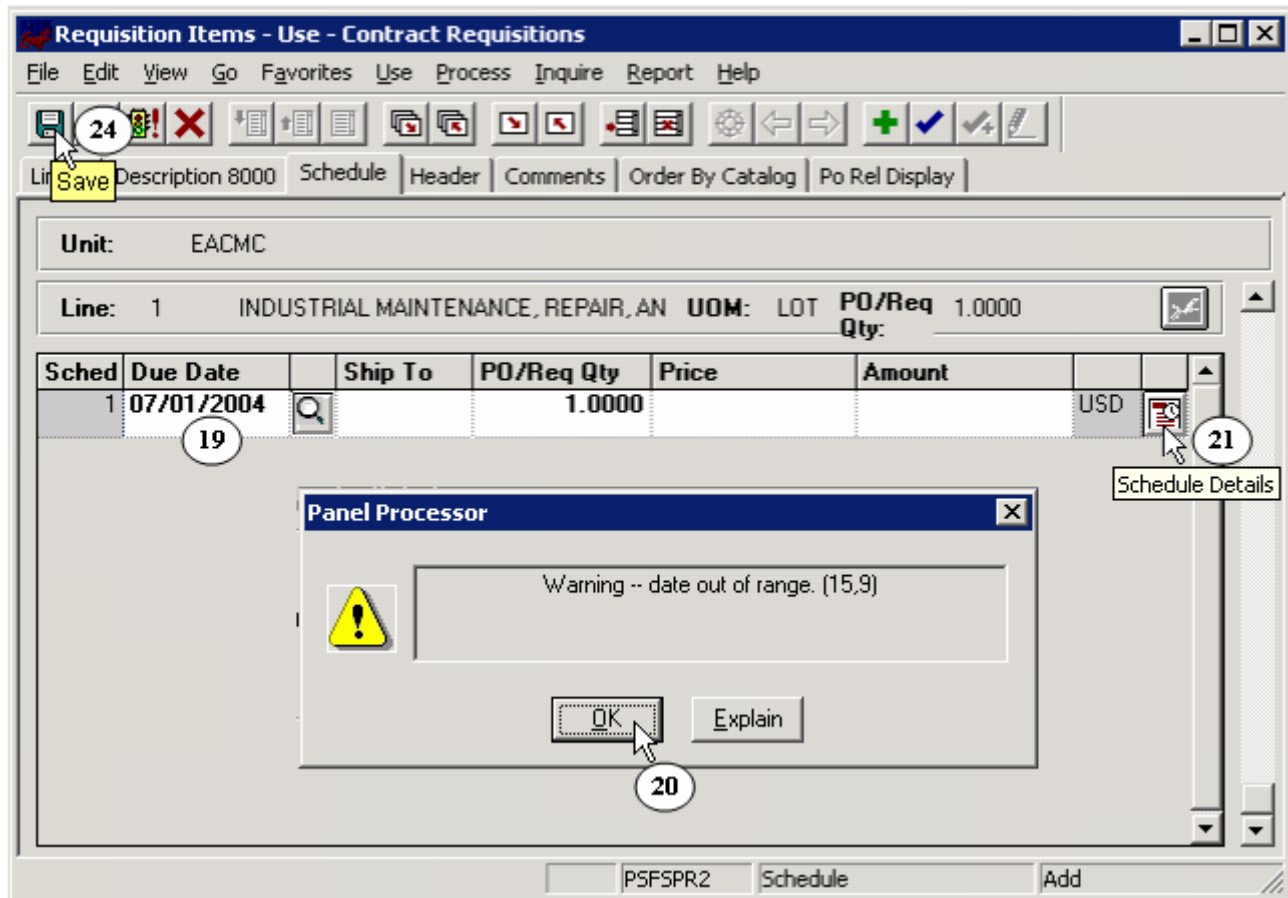 Requisition Items - Use - Contract Requisitions
File Edit View Go Favorites Use Process Inquire Report Help
24
Save
Description 8000 Schedule Header Comments Order By Catalog Po Rel Display
Unit: EACMC
Line: 1 INDUSTRIAL MAINTENANCE, REPAIR, AN UOM: LOT PO/Req Qty: 1.0000
Sched Due Date Ship To PO/Req Qty Price Amount
1 07/01/2004 1.0000 USD
19
21
Schedule Details
Panel Processor
Warning -- date out of range. (15,9)
OK Explain
20
PSFSPR2 Schedule Add